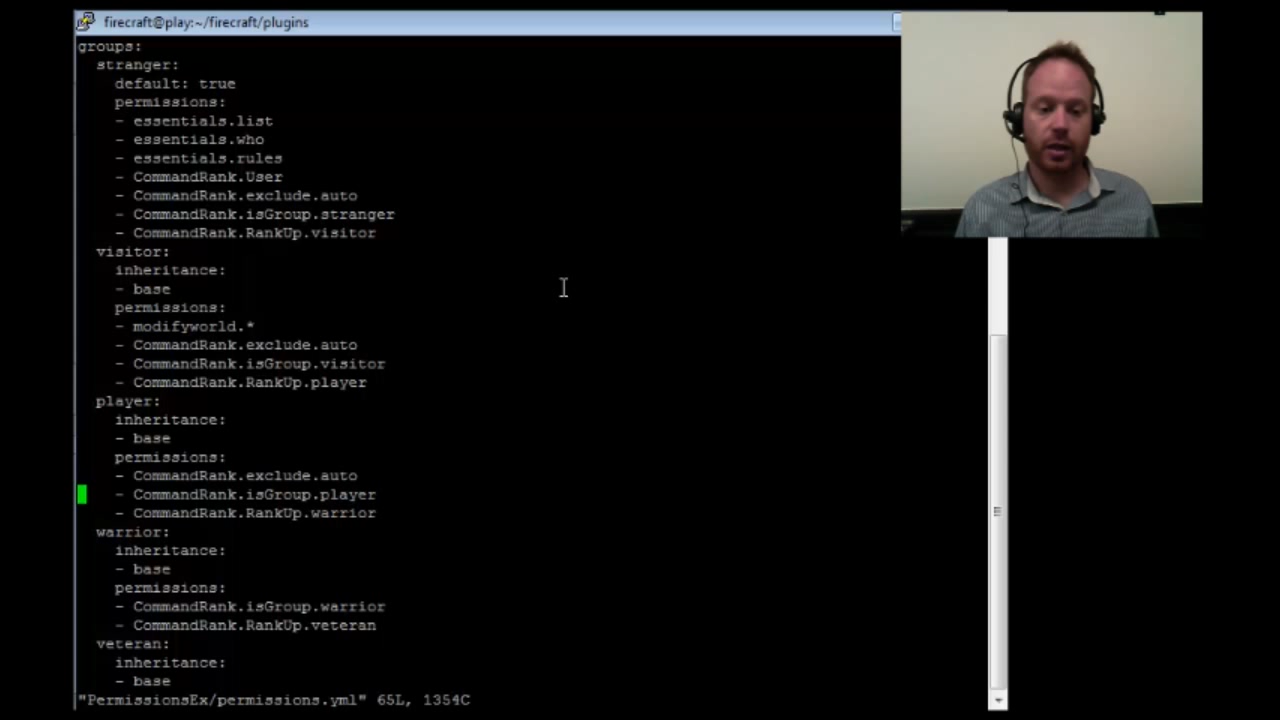 firecraft@play:~/firecraft/plugins
groups:
  stranger:
    default: true
    permissions:
    - essentials.list
    - essentials.who
    - essentials.rules
    - CommandRank.User
    - CommandRank.exclude.auto
    - CommandRank.isGroup.stranger
    - CommandRank.RankUp.visitor
  visitor:
    inheritance:
    - base
    permissions:
    - modifyworld.*
    - CommandRank.exclude.auto
    - CommandRank.isGroup.visitor
    - CommandRank.RankUp.player
  player:
    inheritance:
    - base
    permissions:
    - CommandRank.exclude.auto
    - CommandRank.isGroup.player
    - CommandRank.RankUp.warrior
  warrior:
    inheritance:
    - base
    permissions:
    - CommandRank.isGroup.warrior
    - CommandRank.RankUp.veteran
  veteran:
    inheritance:
    - base
"PermissionsEx/permissions.yml" 65L, 1354C